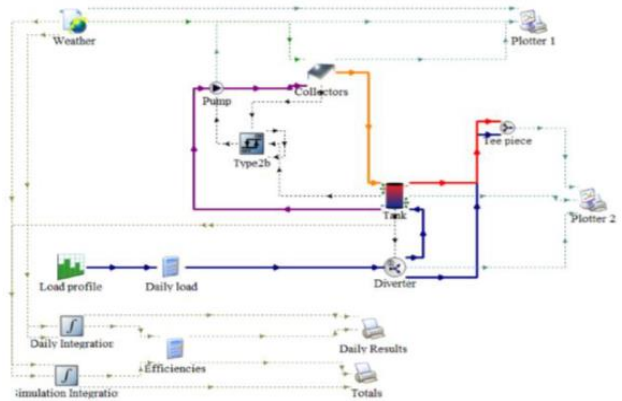 Weather
Plotter 1
Collectors
Pump
Type2b
Tee piece
Tank
Plotter 2
Load profile
Daily load
Diverter
Daily Integration
Daily Results
Efficiencies
Simulation Integratio
Totals